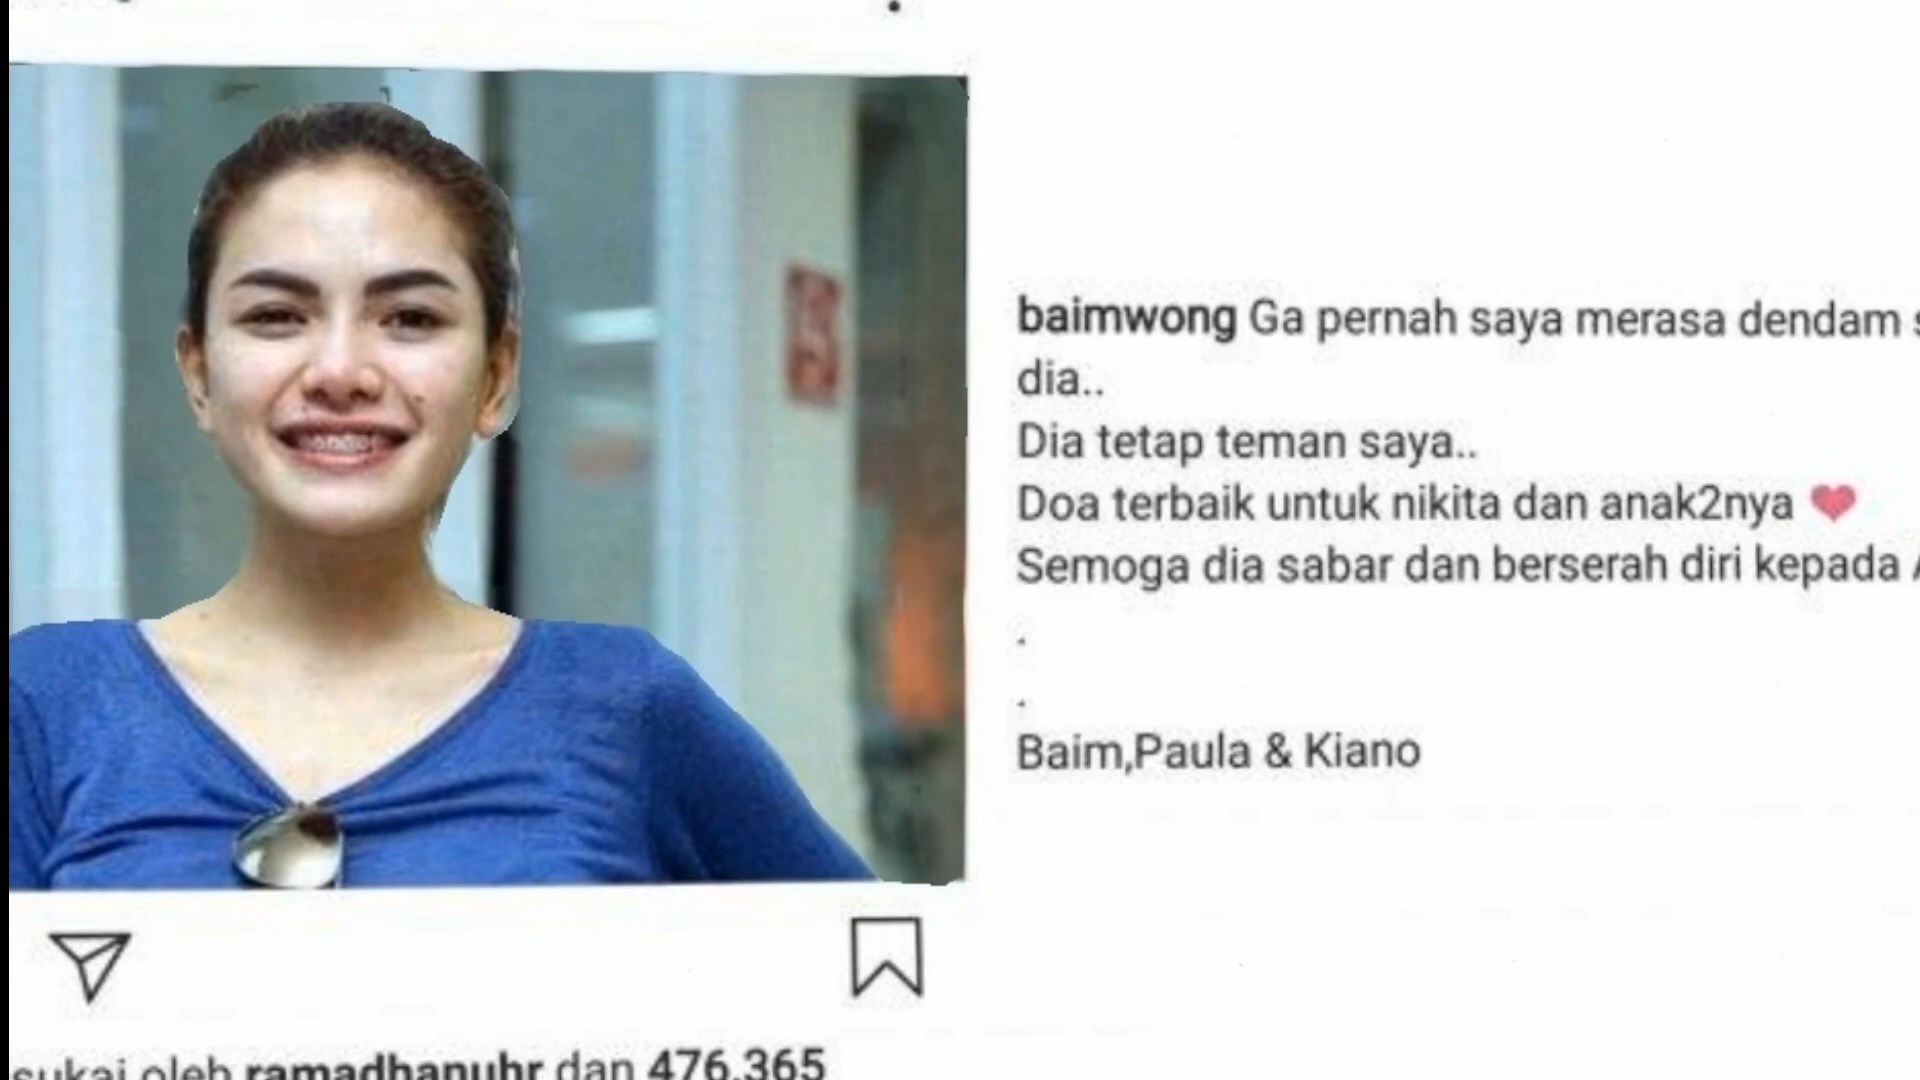 baimwong Ga pernah saya merasa dendam
dia..
Dia tetap teman saya..
Doa terbaik untuk nikita dan anak2nya ❤
Semoga dia sabar dan berserah diri kepada
.
.
Baim,Paula & Kiano
sukai oleh ramadhanuhr dan 476.365